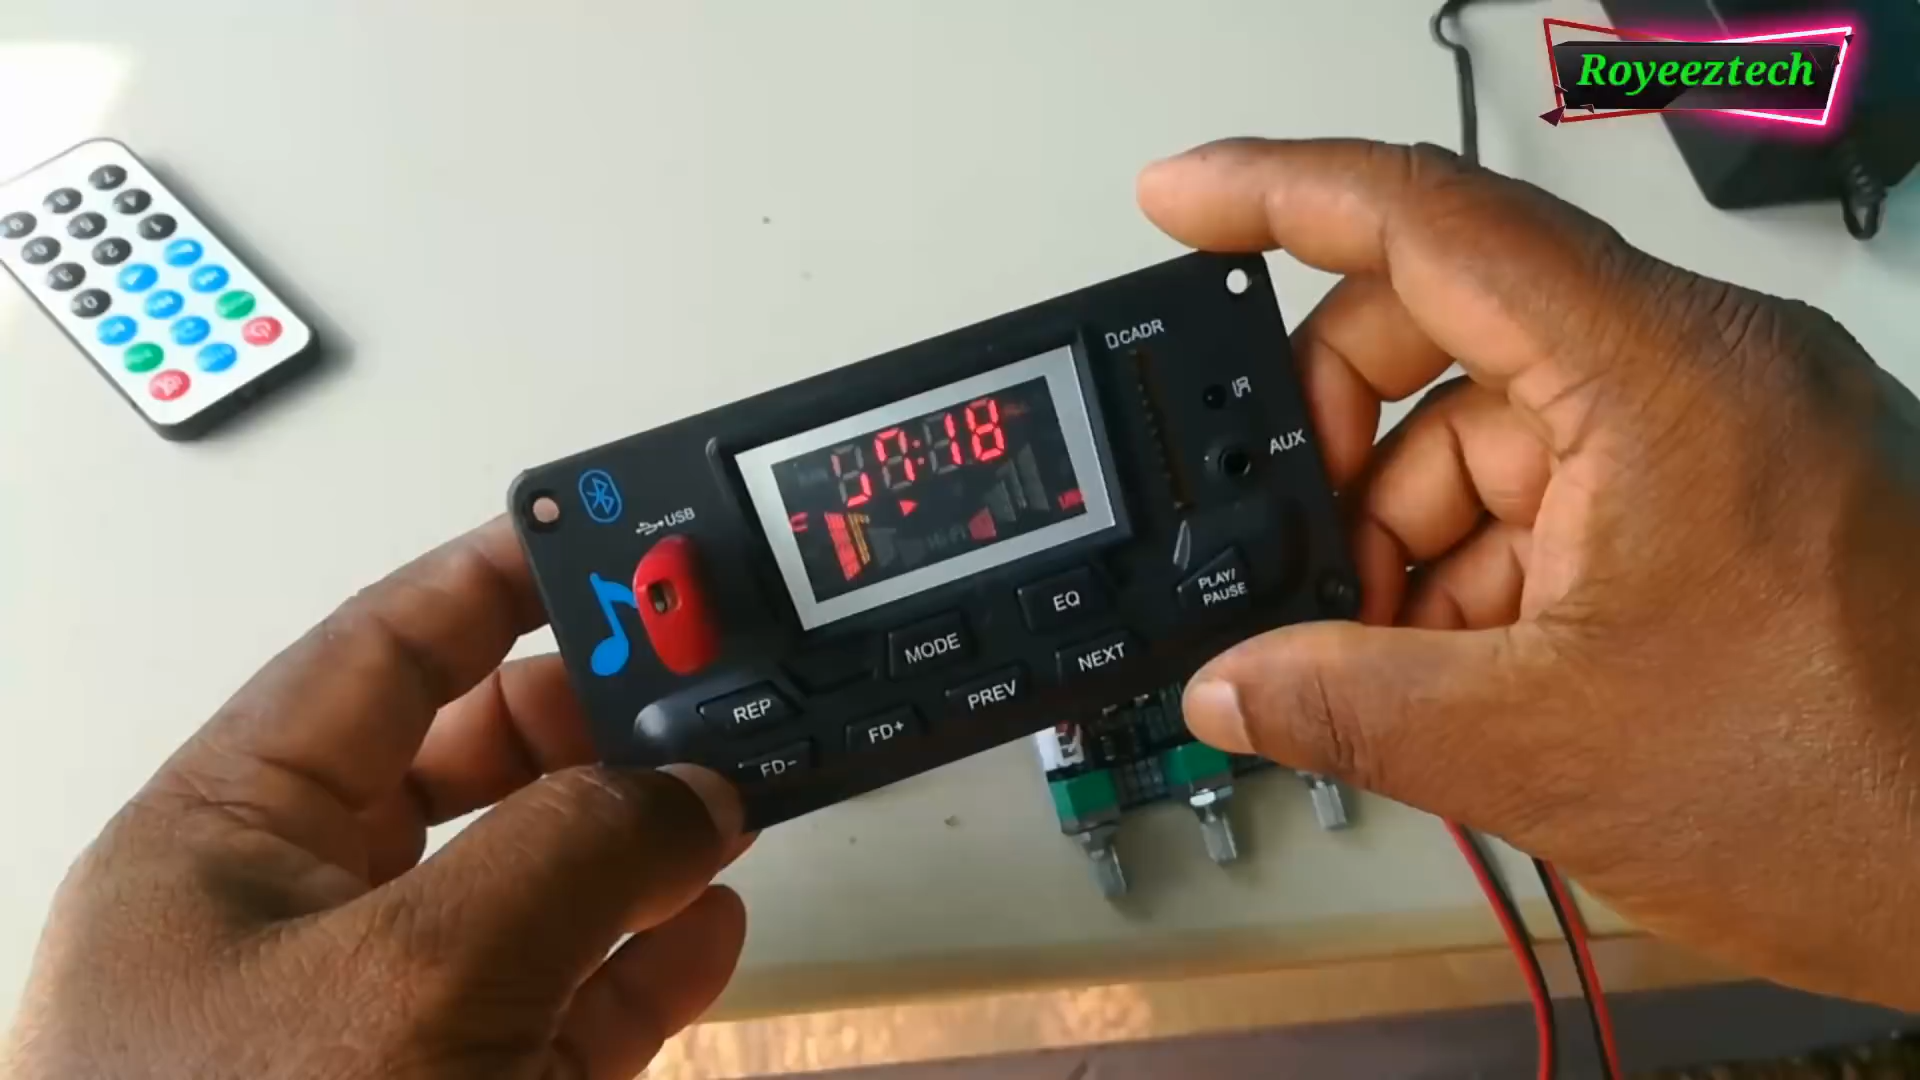 Royeeztech
DCADR
IR
AUX
USB
PLAY/
PAUSE
EQ
MODE
NEXT
REP
PREV
FD+
FD-